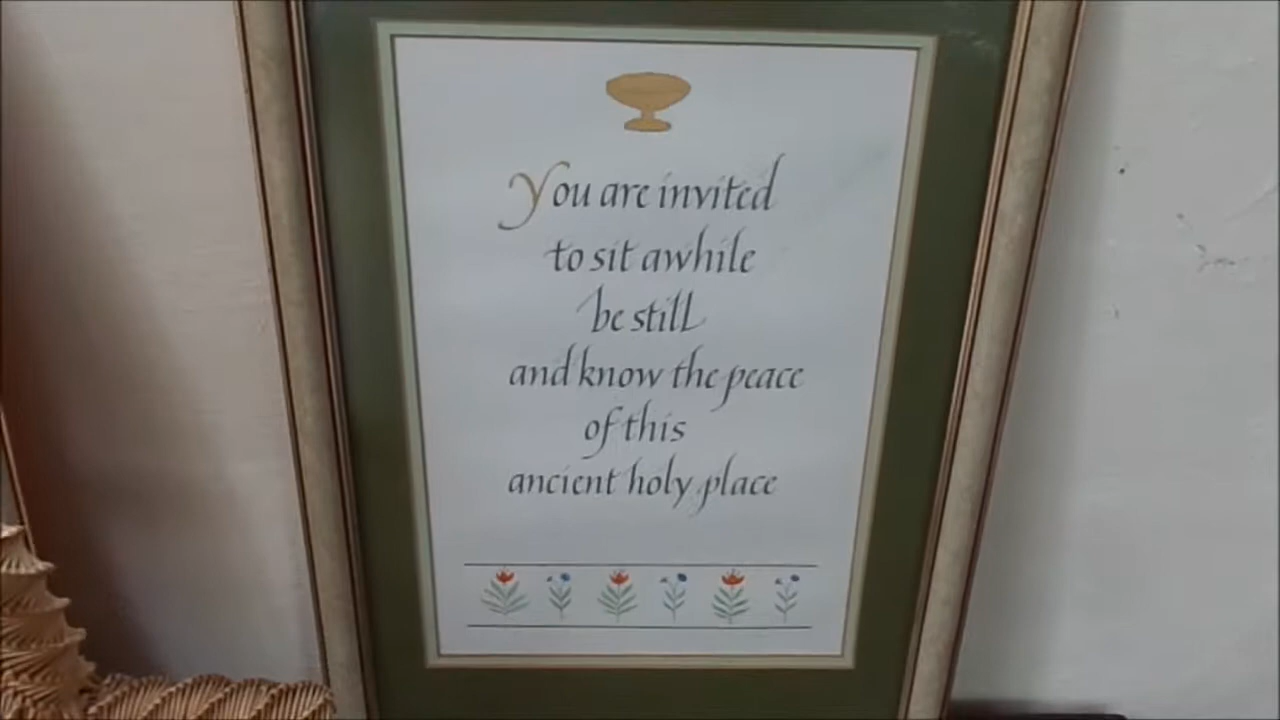 You are invited
to sit awhile
be still
and know the peace
of this
ancient holy place